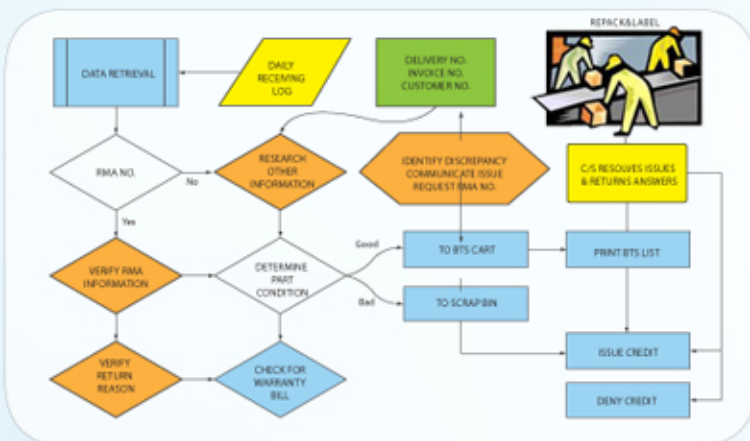 REPACK&LABEL
DATA RETRIEVAL
DAILY
RECEIVING
LOG
DELIVERY NO.
INVOICE NO.
CUSTOMER NO.
RMA NO.
No
RESEARCH
OTHER
INFORMATION
IDENTIFY DISCREPANCY
COMMUNICATE ISSUE
REQUEST RMA NO.
C/S RESOLVES ISSUES
& RETURNS ANSWERS
Yes
VERIFY RMA
INFORMATION
DETERMINE
PART
CONDITION
Good
TO BTS CART
PRINT BTS LIST
Bad
TO SCRAP BIN
VERIFY
RETURN
REASON
CHECK FOR
WARRANTY
BILL
ISSUE CREDIT
DENY CREDIT